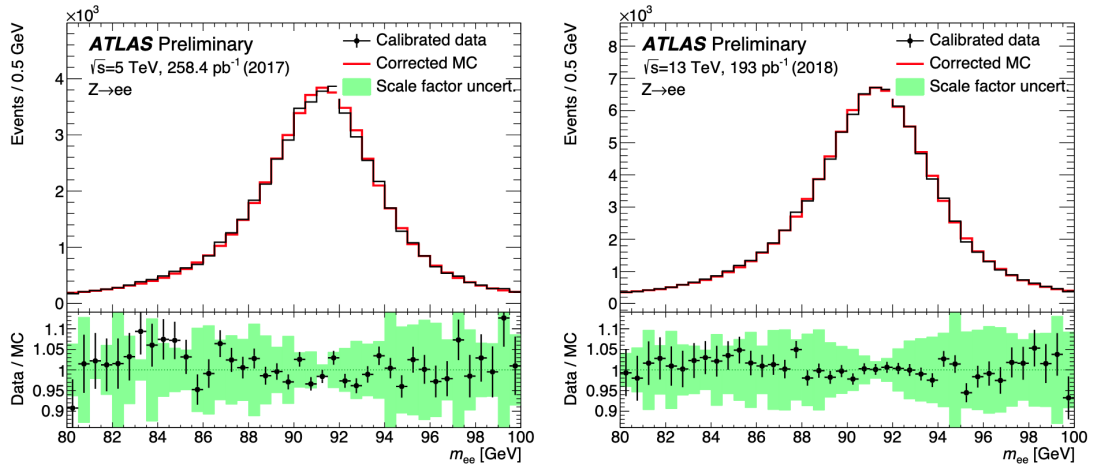 ×10³
ATLAS Preliminary
√s=5 TeV, 258.4 pb⁻¹ (2017)
Z→ee
Calibrated data
Corrected MC
Scale factor uncert.
Events / 0.5 GeV
4
3
2
1
0
Data / MC
1.1
1.05
1
0.95
0.9
80 82 84 86 88 90 92 94 96 98 100
mee [GeV]
×10³
ATLAS Preliminary
√s=13 TeV, 193 pb⁻¹ (2018)
Z→ee
Calibrated data
Corrected MC
Scale factor uncert.
Events / 0.5 GeV
8
7
6
5
4
3
2
1
0
Data / MC
1.1
1.05
1
0.95
0.9
80 82 84 86 88 90 92 94 96 98 100
mee [GeV]